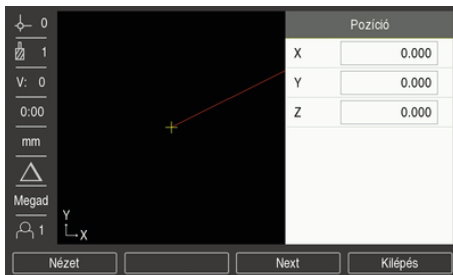 0
1
V: 0
0:00
mm
Megad
1
Y
X
Pozíció
X 0.000
Y 0.000
Z 0.000
Nézet Next Kilépés